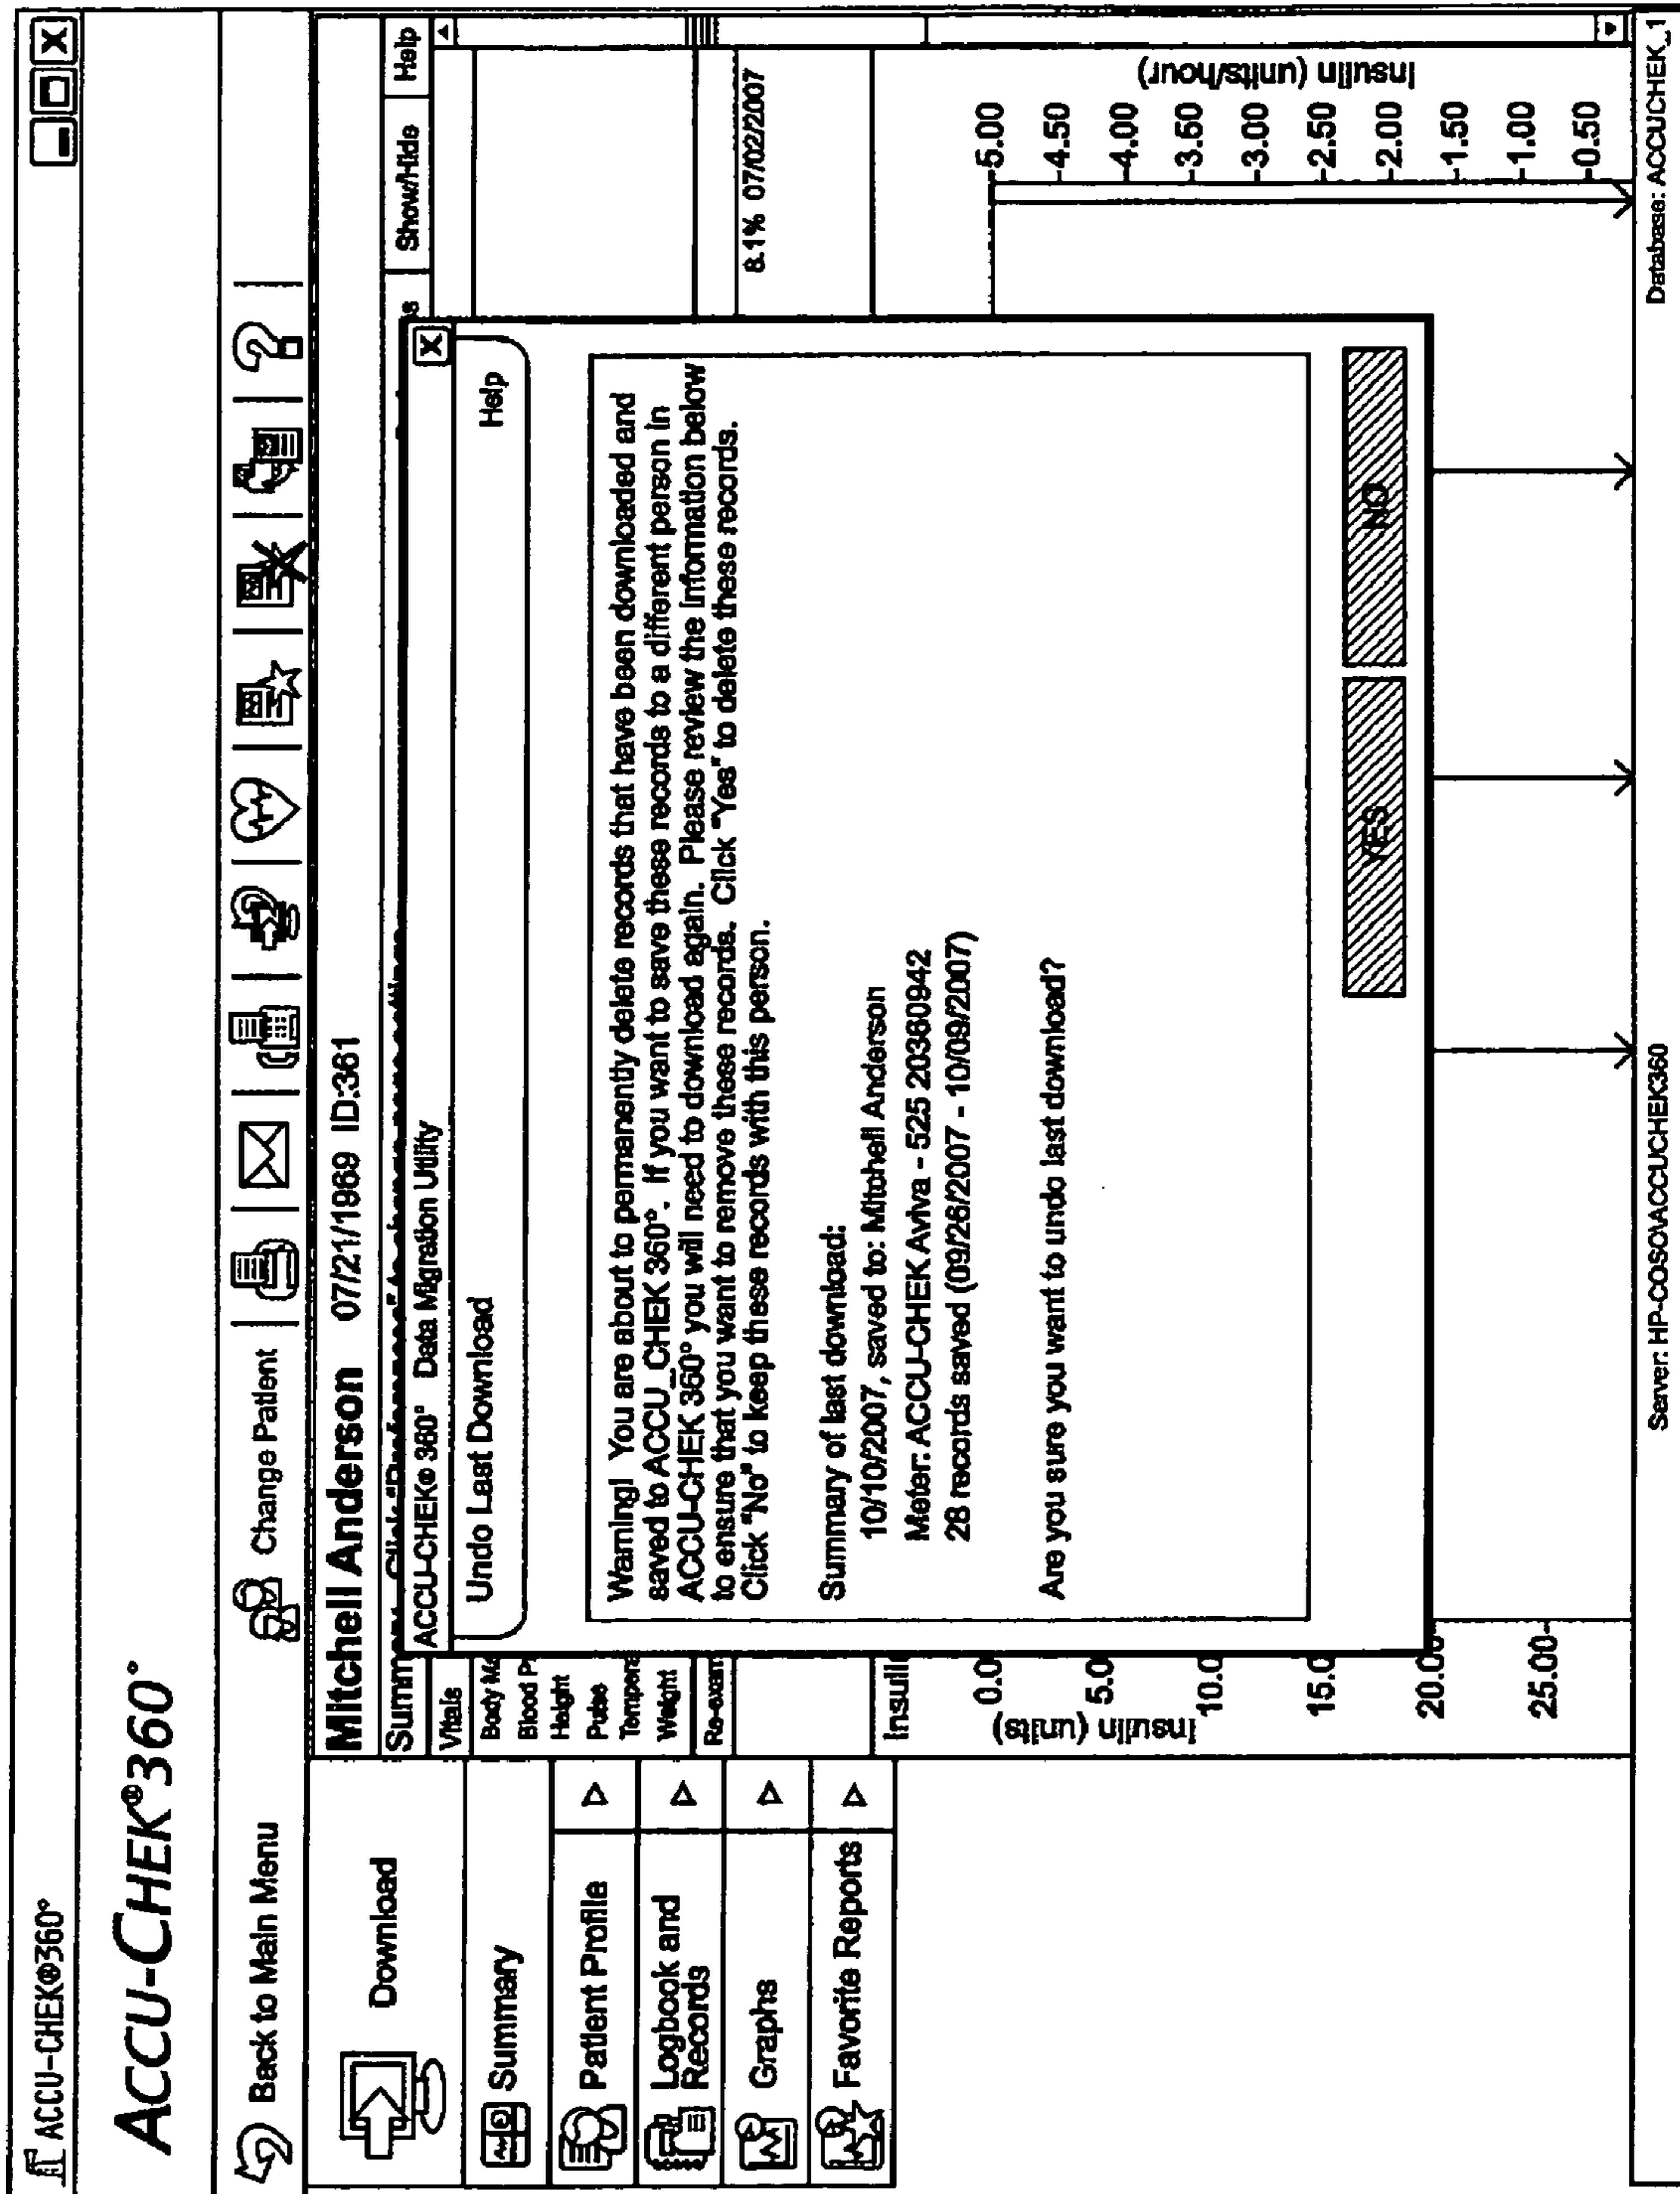 ACCU-CHEK®360°
ACCU-CHEK®360°
Back to Main Menu
Change Patient
Download
Summary
Patient Profile
Logbook and
Records
Graphs
Favorite Reports
Mitchell Anderson 07/21/1969 ID:361
Show/Hide
Help
Vitals
Blood P
Height
Pulse
Tempera
Weight
Re-exam
8.1% 07/02/2007
ACCU-CHEK® 360° Data Migration Utility
Undo Last Download
Help
Warning! You are about to permanently delete records that have been downloaded and
saved to ACCU_CHEK 360°. If you want to save these records to a different person in
ACCU-CHEK 360° you will need to download again. Please review the information below
to ensure that you want to remove these records. Click "Yes" to delete these records.
Click "No" to keep these records with this person.
Summary of last download:
10/10/2007, saved to: Mitchell Anderson
Meter: ACCU-CHEK Aviva - 525 20360942
28 records saved (09/26/2007 - 10/09/2007)
Are you sure you want to undo last download?
YES
NO
Insulin (units)
0.0
5.0
10.0
15.0
20.00
25.00-
Insulin (units/hour)
-5.00
-4.50
-4.00
-3.50
-3.00
-2.50
-2.00
-1.50
-1.00
-0.50
Server: HP-COSO\ACCUCHEK360
Database: ACCUCHEK_1